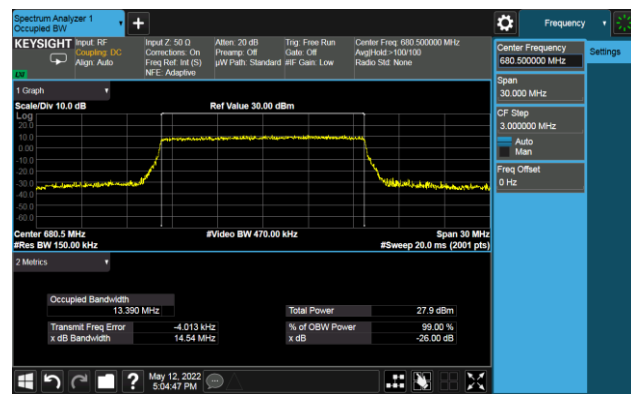 Spectrum Analyzer 1
Occupied BW
Frequency
KEYSIGHT
Input: RF
Coupling: DC
Align: Auto
Input Z: 50 Ω
Corrections: On
Freq Ref: Int (S)
NFE: Adaptive
Atten: 20 dB
Preamp: Off
µW Path: Standard
Trig: Free Run
Gate: Off
#IF Gain: Low
Center Freq: 680.500000 MHz
Avg|Hold:>100/100
Radio Std: None
Center Frequency
680.500000 MHz
Settings
Span
30.000 MHz
CF Step
3.000000 MHz
Auto
Man
Freq Offset
0 Hz
1 Graph
Scale/Div 10.0 dB
Ref Value 30.00 dBm
Log
20.0
10.0
0.00
-10.0
-20.0
-30.0
-40.0
-50.0
-60.0
Center 680.5 MHz
#Video BW 470.00 kHz
Span 30 MHz
#Res BW 150.00 kHz
#Sweep 20.0 ms (2001 pts)
2 Metrics
Occupied Bandwidth
13.390 MHz
Total Power
27.9 dBm
Transmit Freq Error
-4.013 kHz
% of OBW Power
99.00 %
x dB Bandwidth
14.54 MHz
x dB
-26.00 dB
May 12, 2022
5:04:47 PM